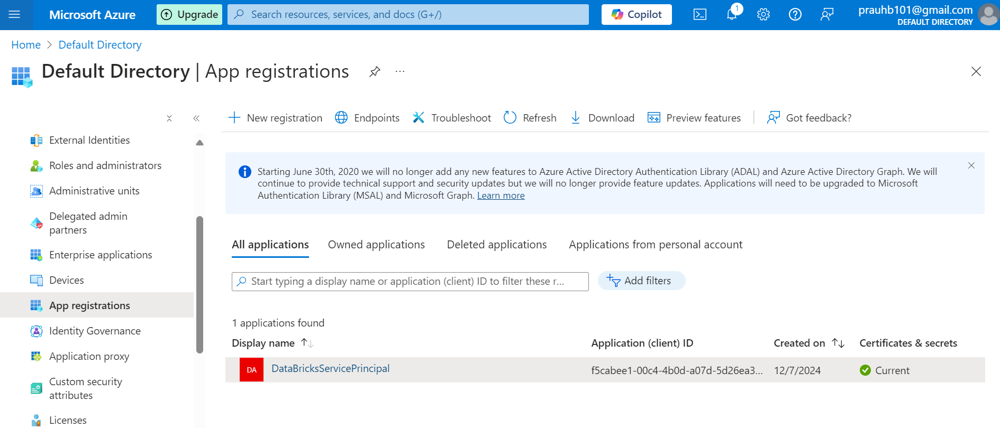 Microsoft Azure
Upgrade
Search resources, services, and docs (G+/)
Copilot
1
prauhb101@gmail.com
DEFAULT DIRECTORY
Home > Default Directory
Default Directory | App registrations
...
New registration
Endpoints
Troubleshoot
Refresh
Download
Preview features
Got feedback?
External Identities
Roles and administrators
Administrative units
Delegated admin
partners
Enterprise applications
Devices
App registrations
Identity Governance
Application proxy
Custom security
attributes
Licenses
Starting June 30th, 2020 we will no longer add any new features to Azure Active Directory Authentication Library (ADAL) and Azure Active Directory Graph. We will
continue to provide technical support and security updates but we will no longer provide feature updates. Applications will need to be upgraded to Microsoft
Authentication Library (MSAL) and Microsoft Graph. Learn more
All applications
Owned applications
Deleted applications
Applications from personal account
Start typing a display name or application (client) ID to filter these r...
Add filters
1 applications found
Display name
Application (client) ID
Created on
Certificates & secrets
DA
DataBricksServicePrincipal
f5cabee1-00c4-4b0d-a07d-5d26ea3...
12/7/2024
Current